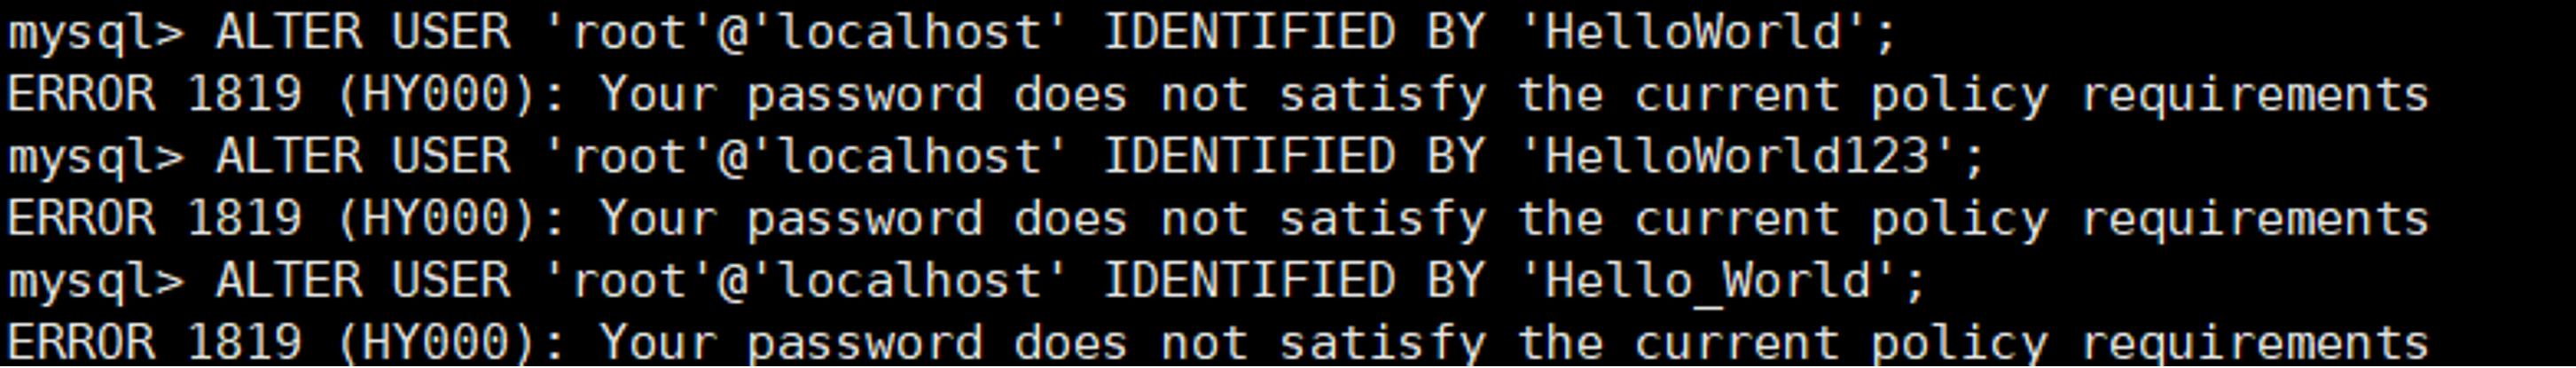 mysql> ALTER USER 'root'@'localhost' IDENTIFIED BY 'HelloWorld';
ERROR 1819 (HY000): Your password does not satisfy the current policy requirements
mysql> ALTER USER 'root'@'localhost' IDENTIFIED BY 'HelloWorld123';
ERROR 1819 (HY000): Your password does not satisfy the current policy requirements
mysql> ALTER USER 'root'@'localhost' IDENTIFIED BY 'Hello_World';
ERROR 1819 (HY000): Your password does not satisfy the current policy requirements